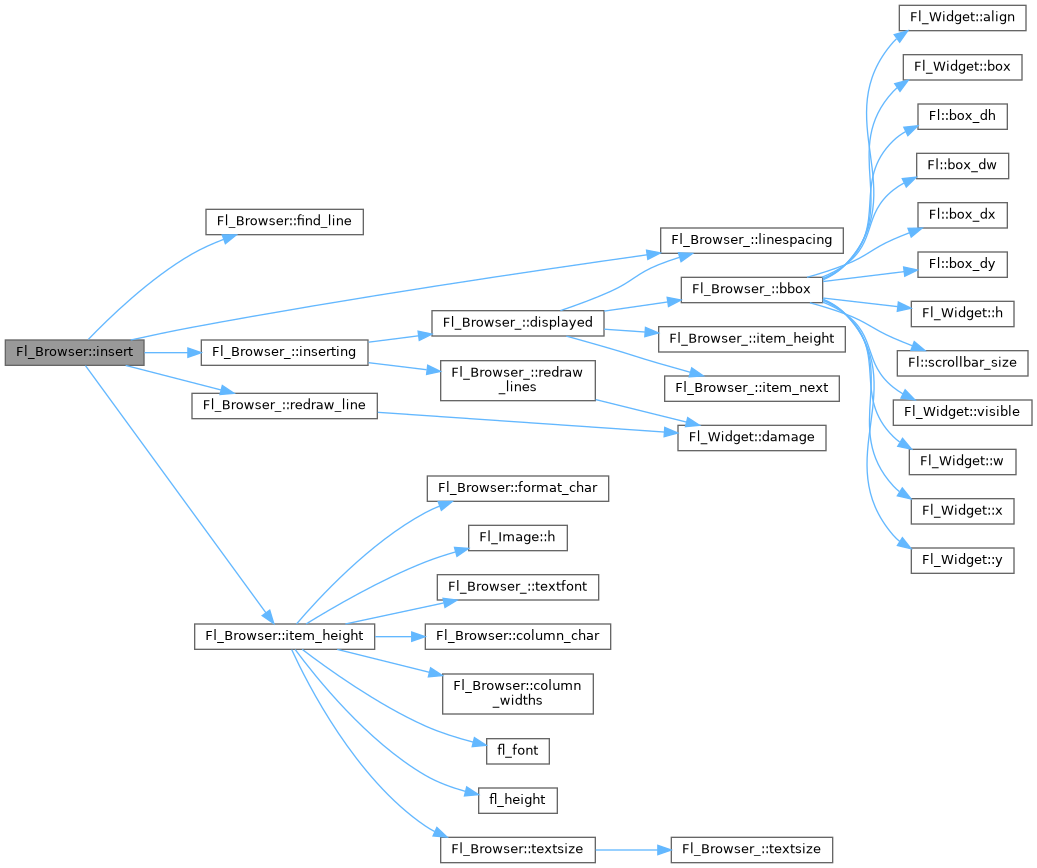 Fl_Browser::insert
Fl_Browser::find_line
Fl_Browser_::linespacing
Fl_Browser_::inserting
Fl_Browser_::displayed
Fl_Browser_::bbox
Fl_Widget::align
Fl_Widget::box
Fl::box_dh
Fl::box_dw
Fl::box_dx
Fl::box_dy
Fl_Widget::h
Fl::scrollbar_size
Fl_Widget::visible
Fl_Widget::w
Fl_Widget::x
Fl_Widget::y
Fl_Browser_::item_height
Fl_Browser_::item_next
Fl_Browser_::redraw
_lines
Fl_Widget::damage
Fl_Browser_::redraw_line
Fl_Browser::item_height
Fl_Browser::format_char
Fl_Image::h
Fl_Browser_::textfont
Fl_Browser::column_char
Fl_Browser::column
_widths
fl_font
fl_height
Fl_Browser::textsize
Fl_Browser_::textsize